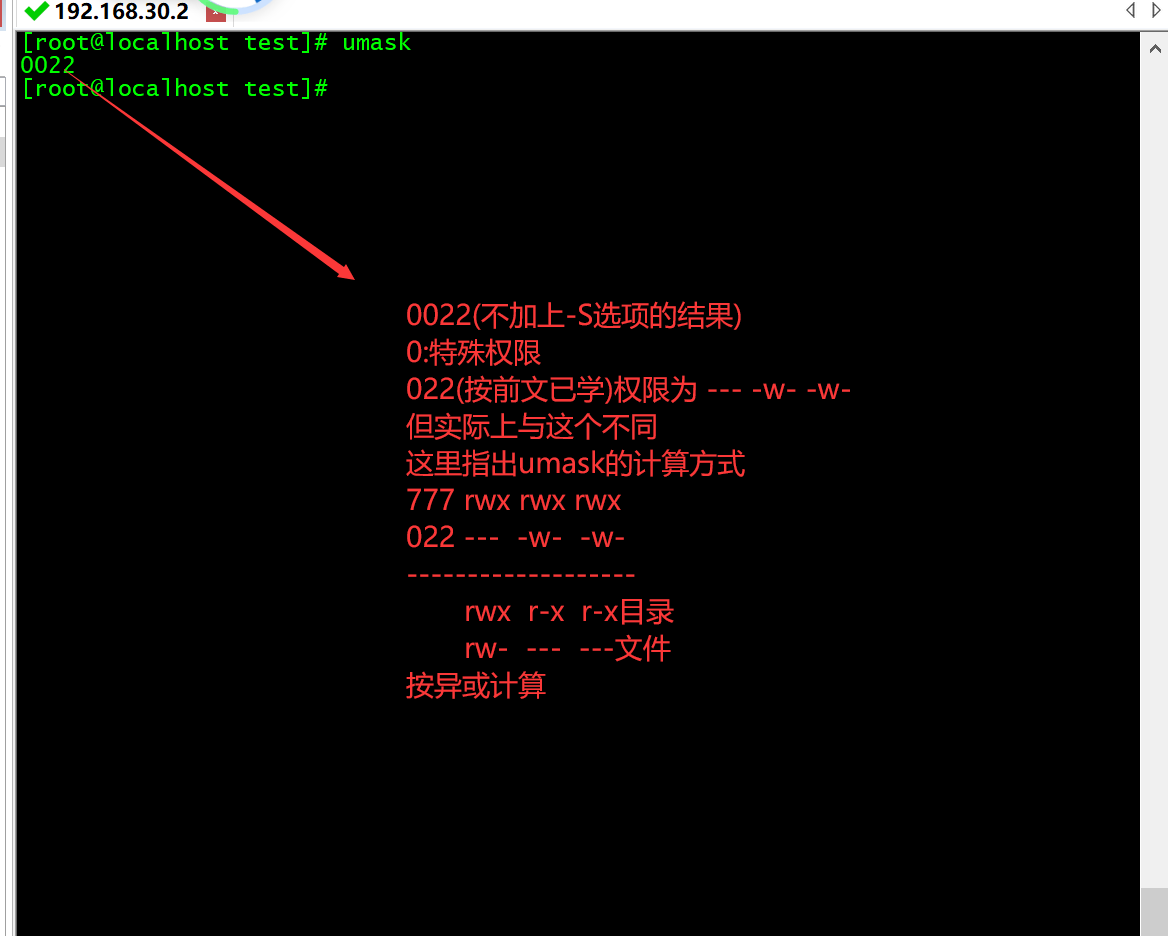 192.168.30.2
[root@localhost test]# umask
0022
[root@localhost test]#
0022(不加上-S选项的结果)
0:特殊权限
022(按前文已学)权限为 --- -w- -w-
但实际上与这个不同
这里指出umask的计算方式
777 rwx rwx rwx
022 --- -w- -w-
-------------------
rwx r-x r-x目录
rw- --- ---文件
按异或计算